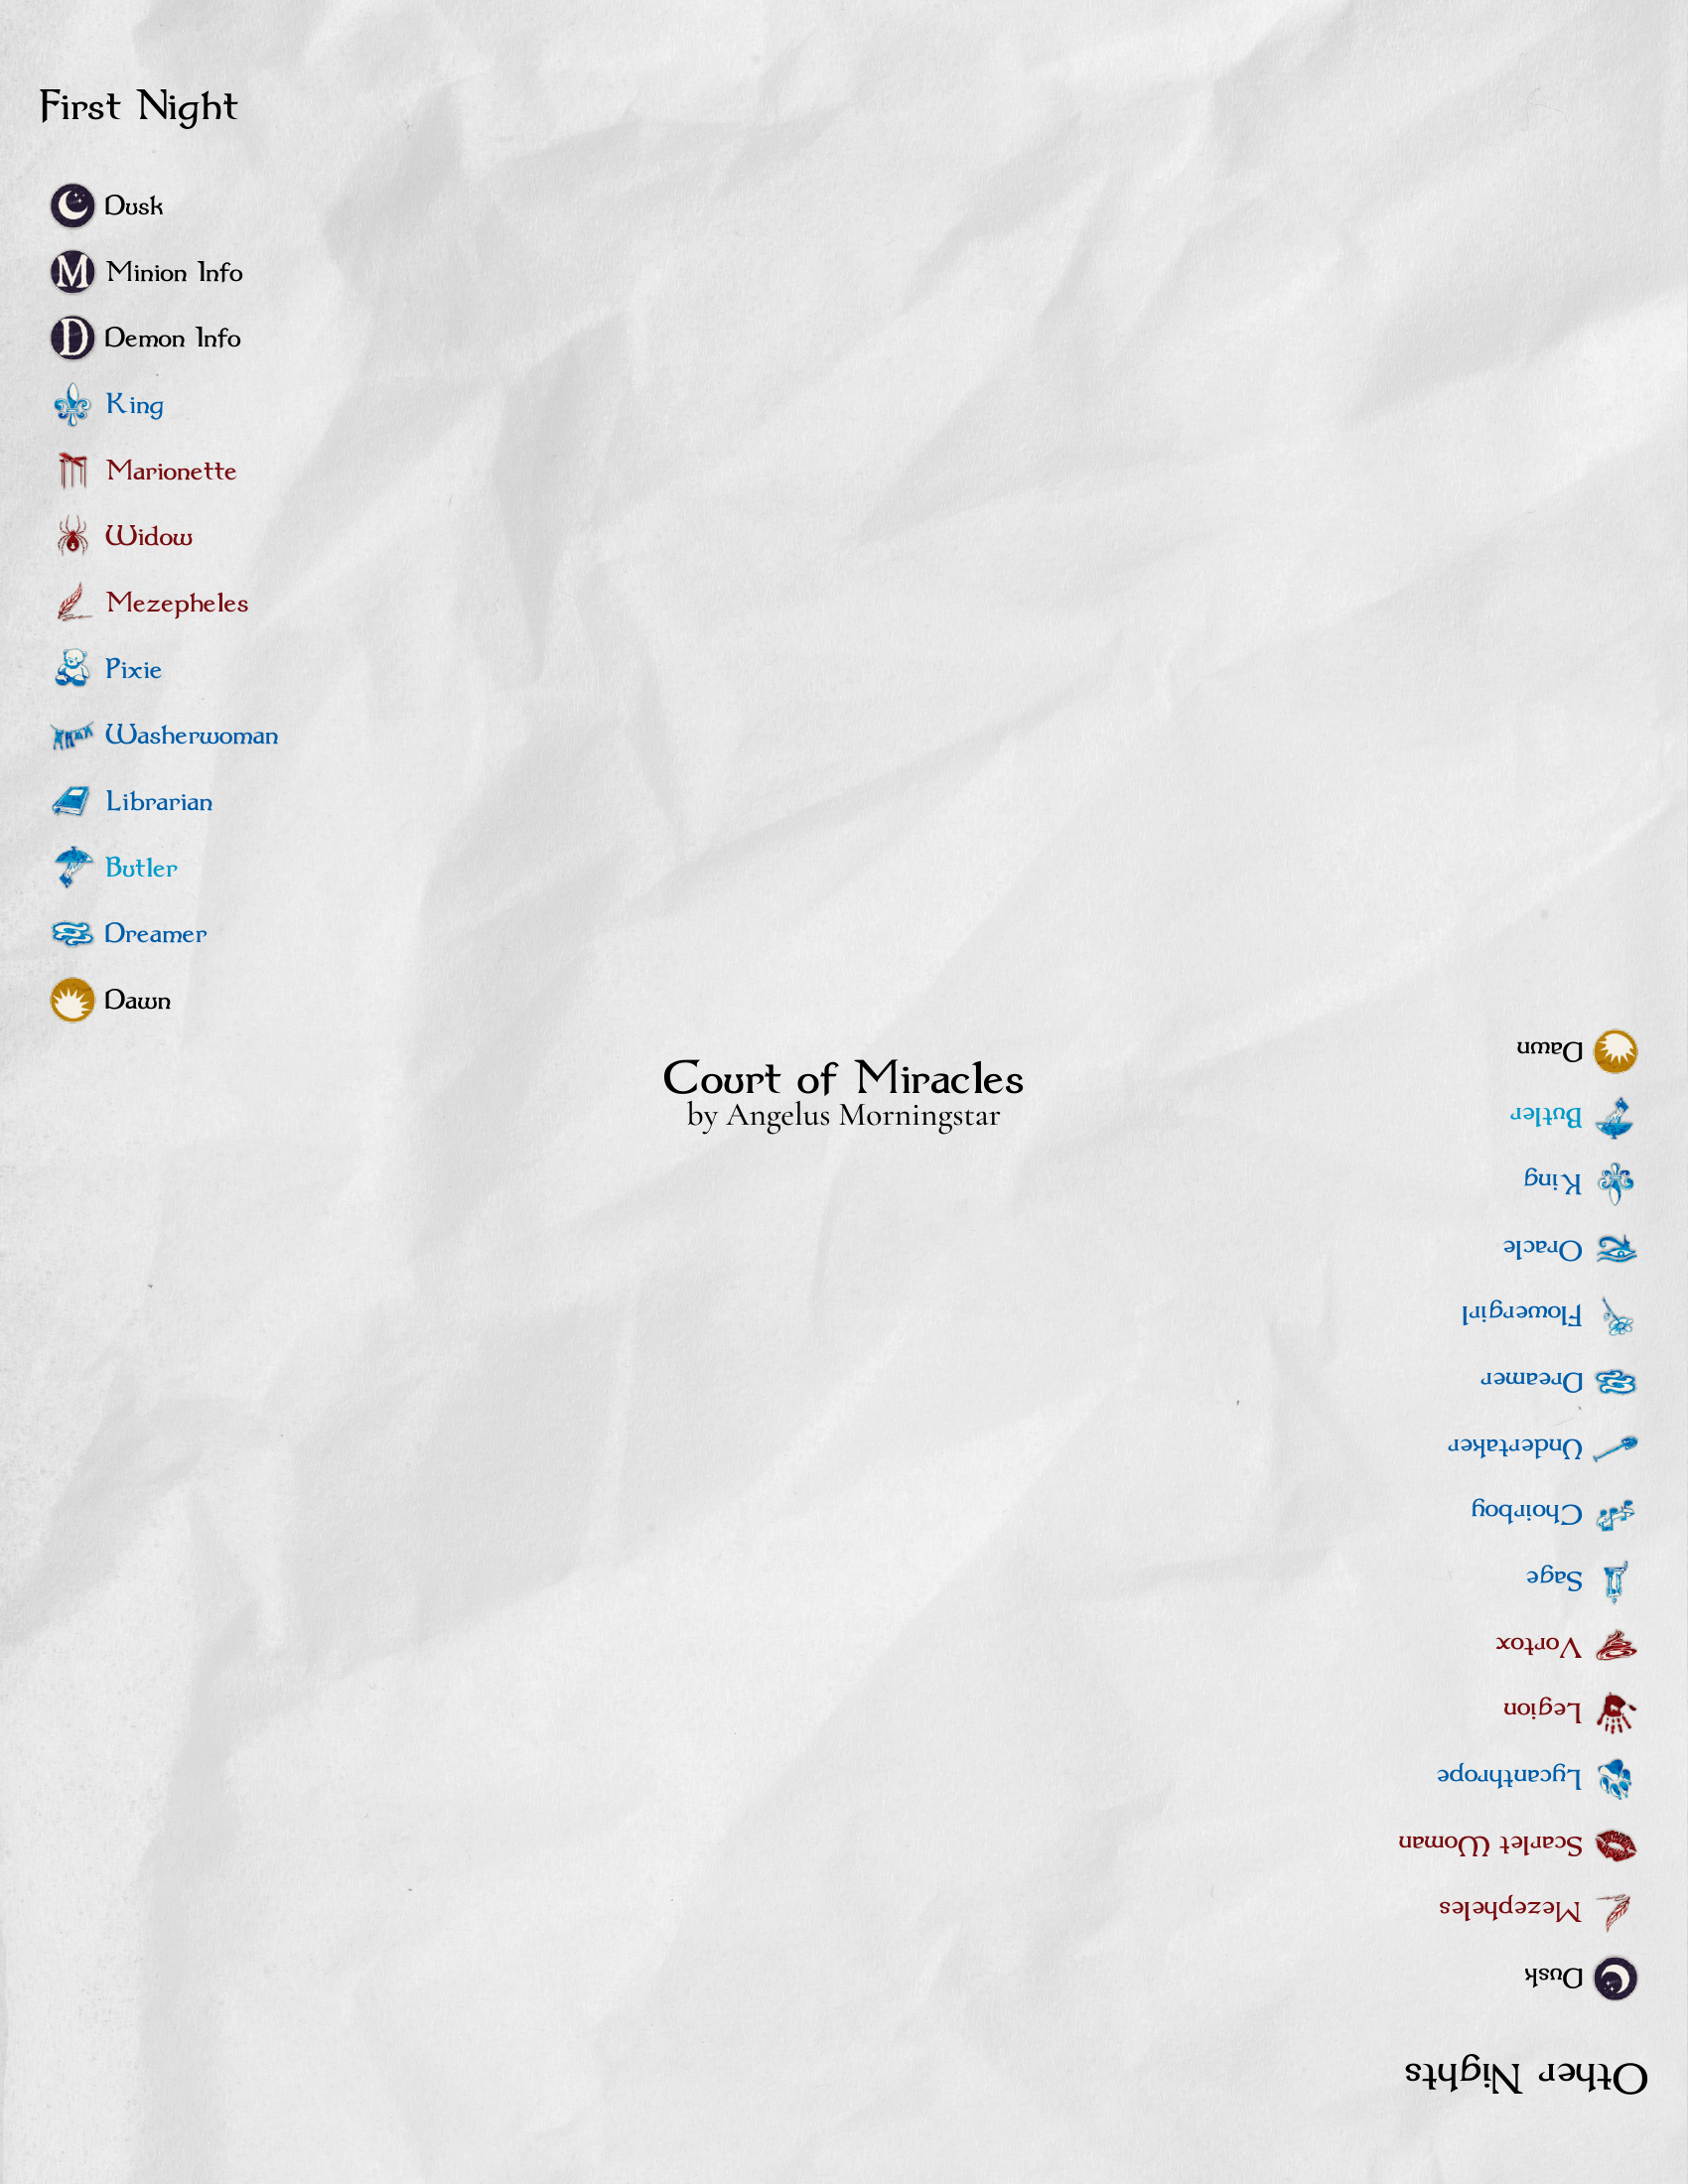 First Night
Dusk
M Minion Info
D Demon Info
King
Marionette
Widow
Mezepheles
Pixie
Washerwoman
Librarian
Butler
Dreamer
Dawn
Court of Miracles
by Angelus Morningstar
Other Nights
Dusk
Mezepheles
Scarlet Woman
Lycanthrope
Legion
Vortox
Sage
Choirboy
Undertaker
Dreamer
Flowergirl
Oracle
King
Butler
Dawn